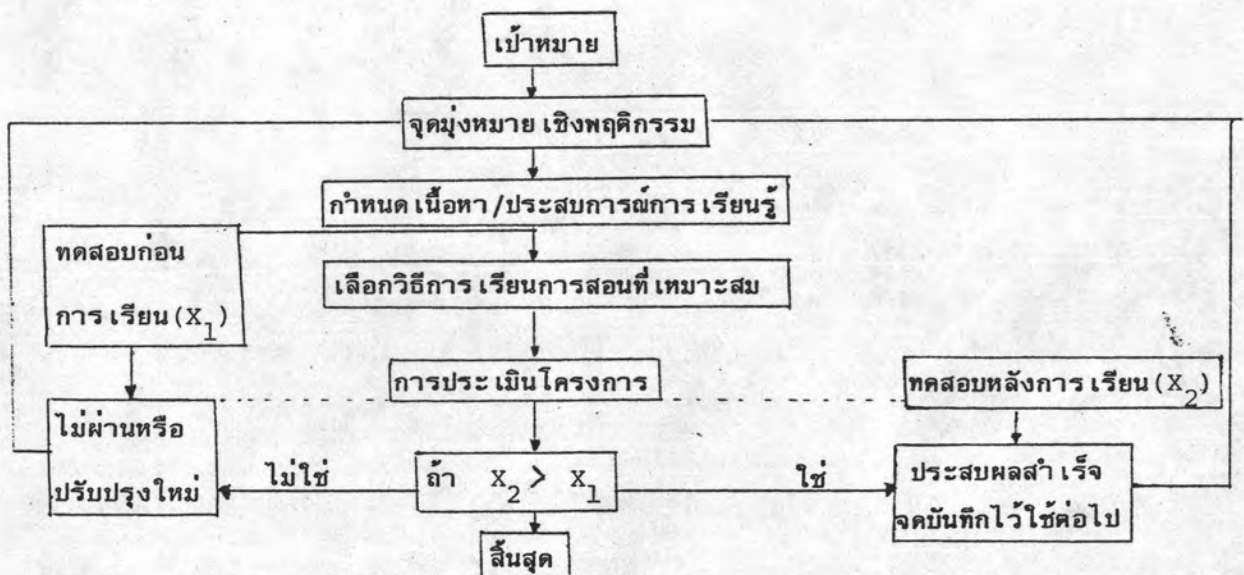 เป้าหมาย
จุดมุ่งหมายเชิงพฤติกรรม
กำหนดเนื้อหา/ประสบการณ์การเรียนรู้
ทดสอบก่อน
การเรียน(X1)
เลือกวิธีการเรียนการสอนที่เหมาะสม
การประเมินโครงการ
ทดสอบหลังการเรียน(X2)
ไม่ผ่านหรือ
ปรับปรุงใหม่
ไม่ใช่
ถ้า X2 > X1
ใช่
ประสบผลสำเร็จ
จดบันทึกไว้ใช้ต่อไป
สิ้นสุด